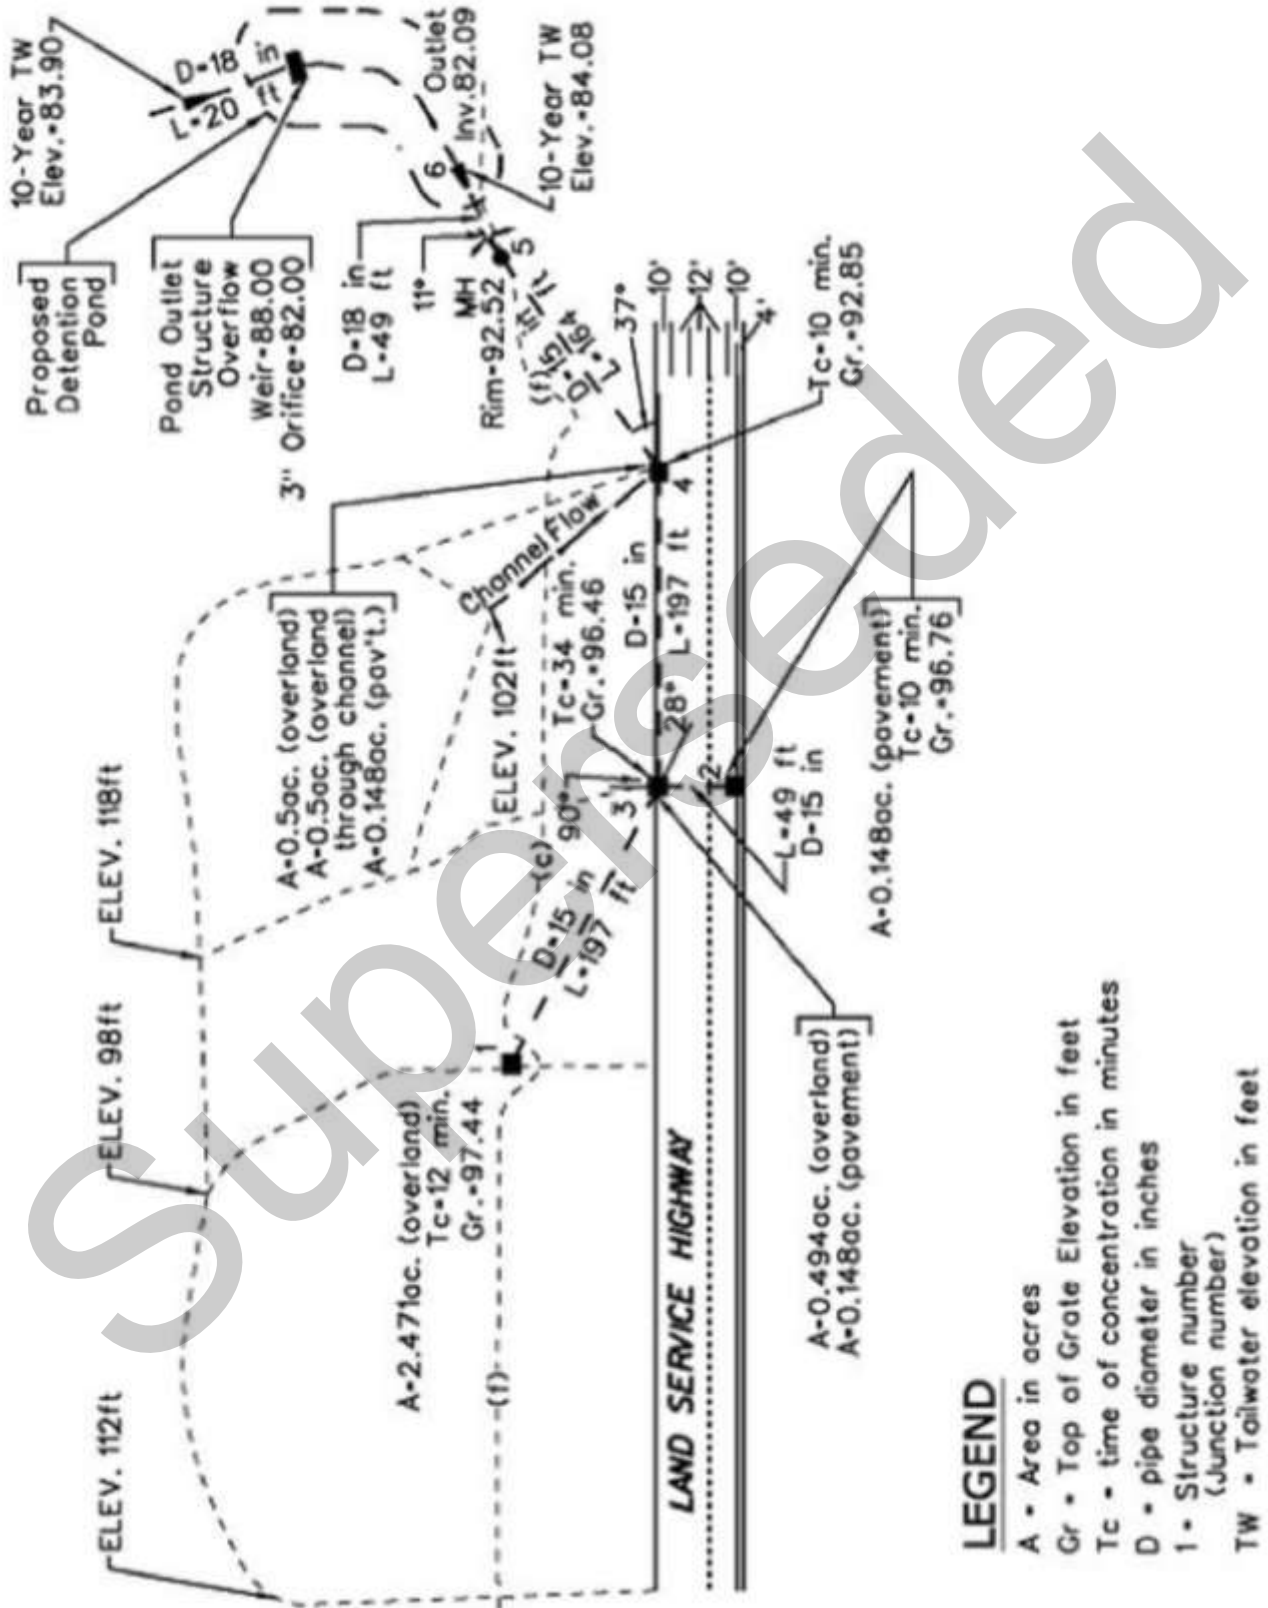 10-Year TW
Elev.=83.90
D=18 in
L=20 ft
Outlet
Inv.82.09
10-Year TW
Elev.=84.08
Proposed
Detention
Pond
Pond Outlet
Structure
Overflow
Weir=88.00
3" Orifice=82.00
D=18 in
L=49 ft
11°
MH
Rim=92.52
6
5
(f)
D=15 in
L=164 ft
37°
10'
12'
10'
4'
Tc=10 min.
Gr.=92.85
4
Channel Flow
A=0.5ac. (overland)
A=0.5ac. (overland
through channel)
A=0.148ac. (pav't.)
ELEV. 102ft
Tc=34 min.
Gr.=96.46
D=15 in
L=197 ft
28°
90°
3
2
L=49 ft
D=15 in
A=0.148ac. (pavement)
Tc=10 min.
Gr.=96.76
ELEV. 118ft
(c)
D=15 in
L=197 ft
1
ELEV. 98ft
A=2.471ac. (overland)
Tc=12 min.
Gr.=97.44
A=0.494ac. (overland)
A=0.148ac. (pavement)
ELEV. 112ft
(f)
LAND SERVICE HIGHWAY
LEGEND
A = Area in acres
Gr = Top of Grate Elevation in feet
Tc = time of concentration in minutes
D = pipe diameter in inches
1 = Structure number
(Junction number)
TW = Tailwater elevation in feet
Superseded